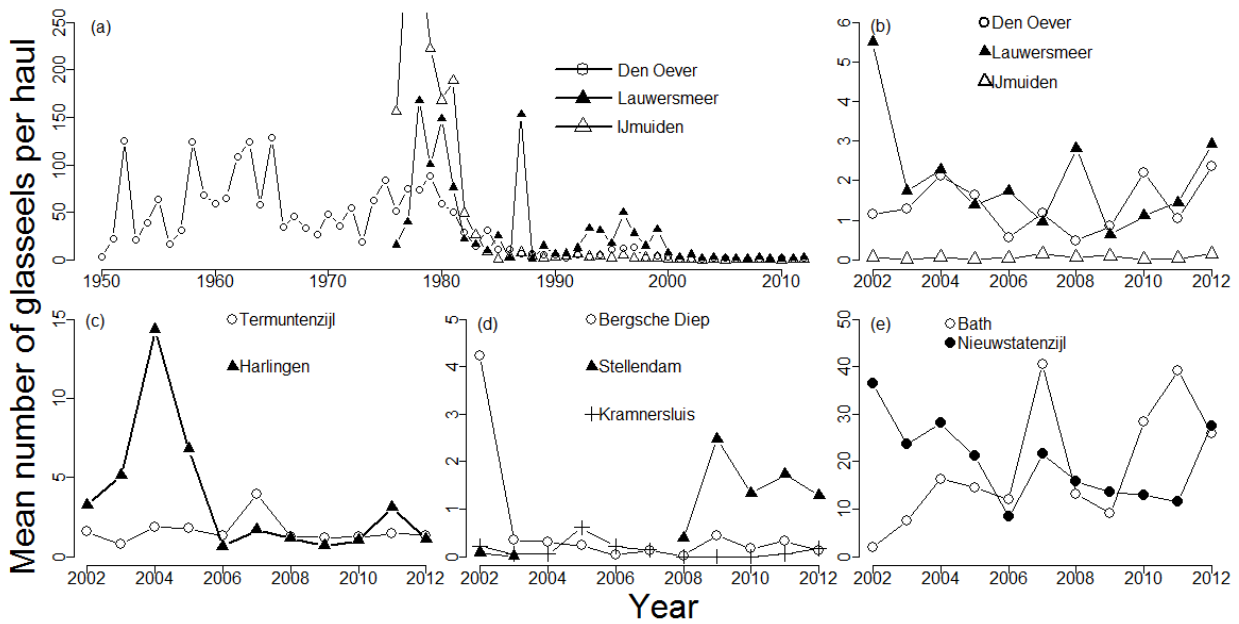 Mean number of glasseels per haul
(a)
250
200
150
100
50
0
Den Oever
Lauwersmeer
IJmuiden
1950 1960 1970 1980 1990 2000 2010
(b)
6
5
4
3
2
1
0
Den Oever
Lauwersmeer
IJmuiden
2002 2004 2006 2008 2010 2012
(c)
15
10
5
0
Termuntenzijl
Harlingen
2002 2004 2006 2008 2010 2012
(d)
5
4
3
2
1
0
Bergsche Diep
Stellendam
Kramnersluis
2002 2004 2006 2008 2010 2012
(e)
50
40
30
20
10
0
Bath
Nieuwstatenzijl
2002 2004 2006 2008 2010 2012
Year